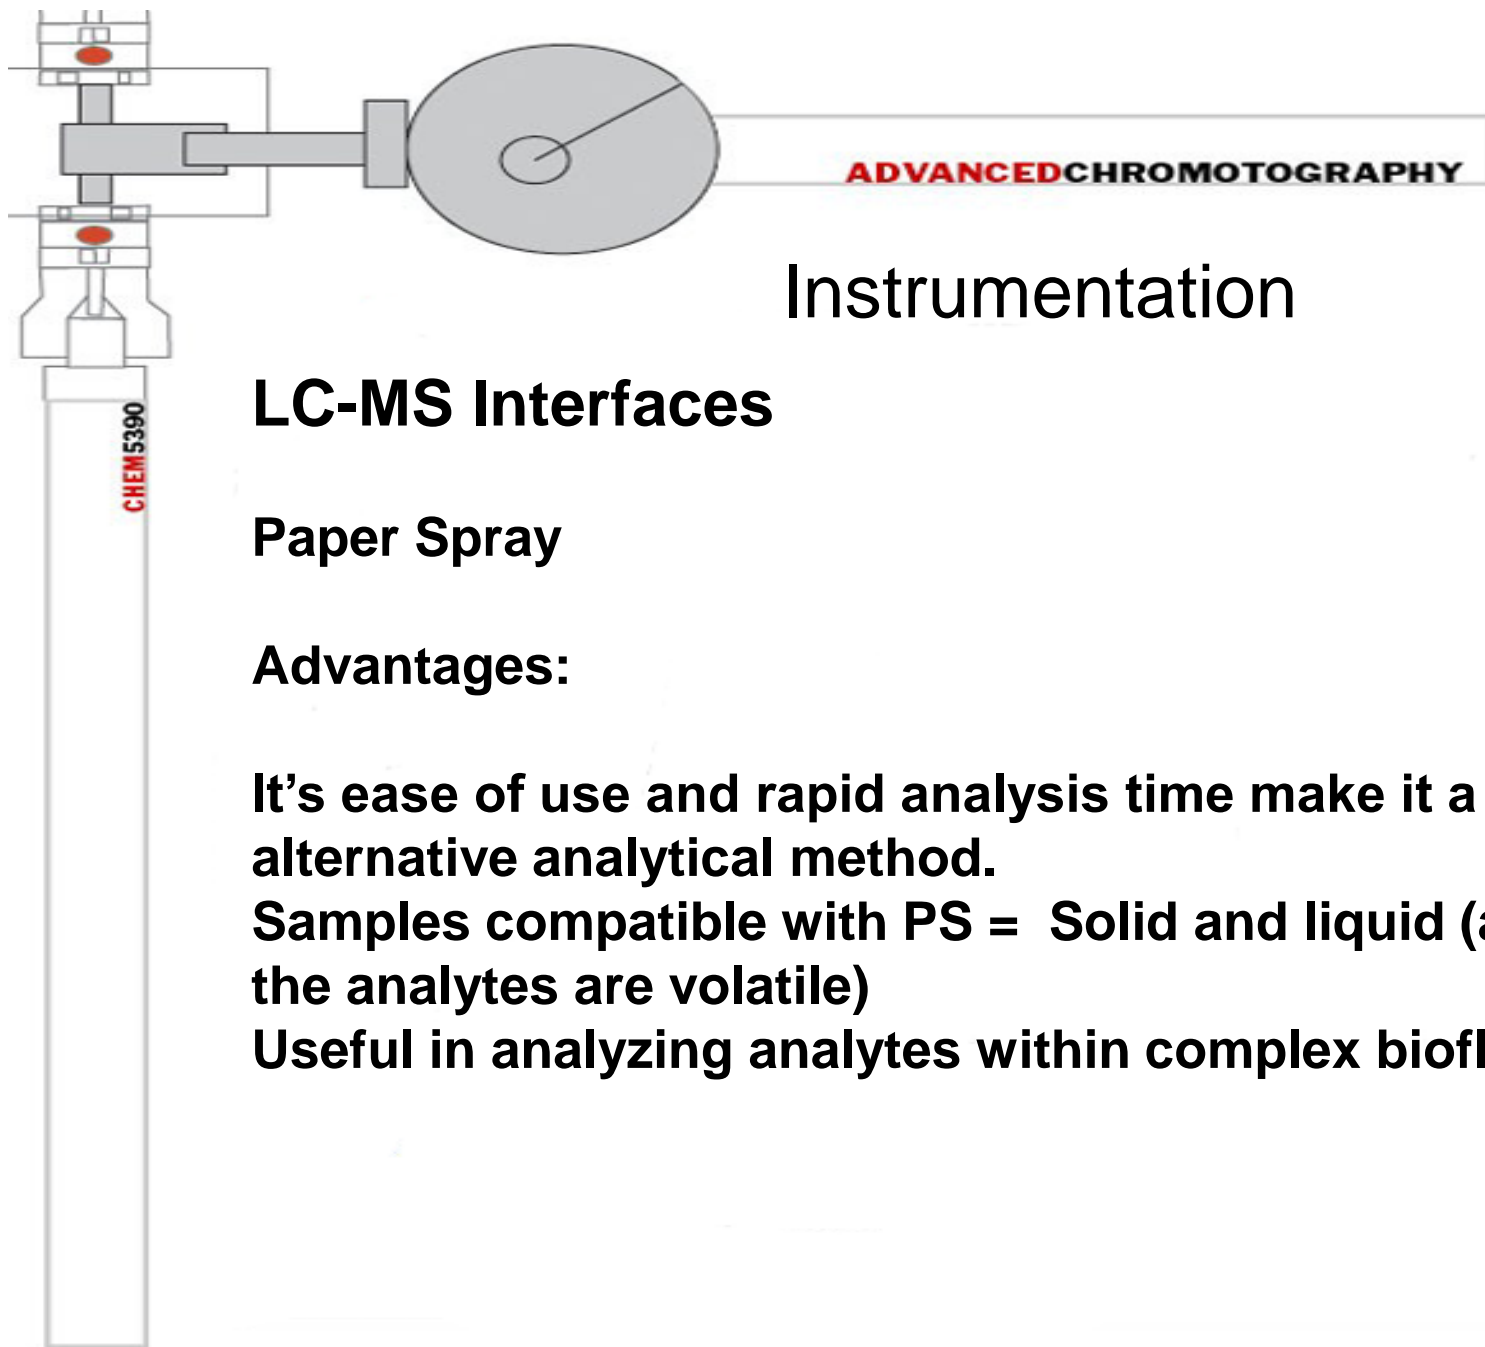 ADVANCEDCHROMOTOGRAPHY
Instrumentation
LC-MS Interfaces
CHEM5390
Paper Spray
Advantages:
It’s ease of use and rapid analysis time make it a
alternative analytical method.
Samples compatible with PS =  Solid and liquid (
the analytes are volatile)
Useful in analyzing analytes within complex